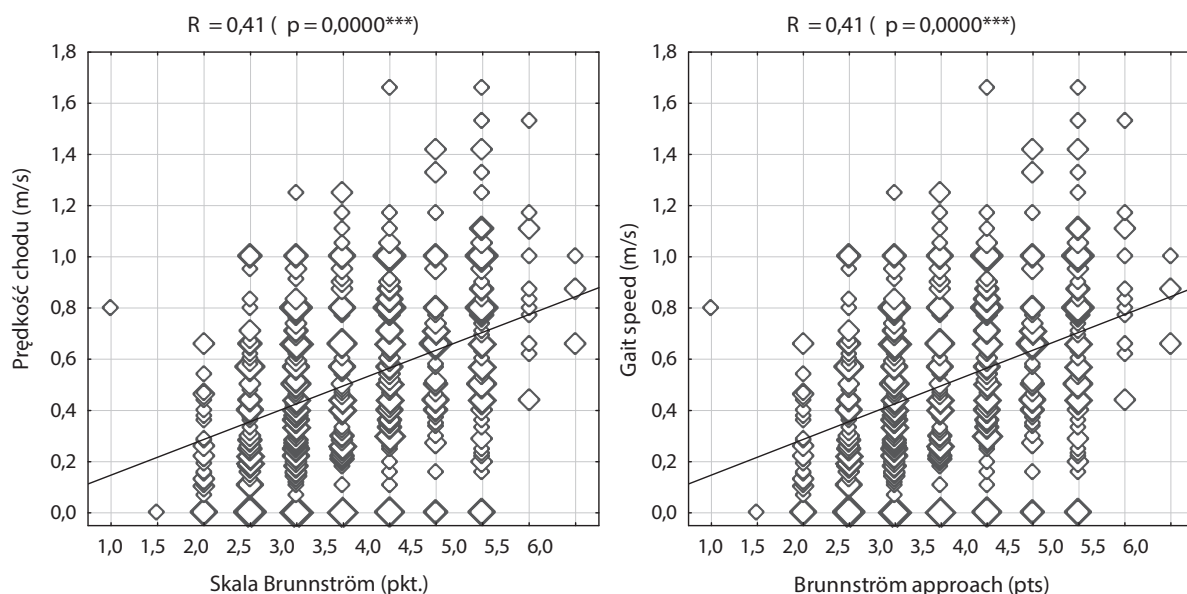 R = 0,41 ( p = 0,0000***)
1,8
1,6
1,4
1,2
1,0
0,8
0,6
0,4
0,2
0,0
Prędkość chodu (m/s)
1,0 1,5 2,0 2,5 3,0 3,5 4,0 4,5 5,0 5,5 6,0
Skala Brunnström (pkt.)
R = 0,41 ( p = 0,0000***)
1,8
1,6
1,4
1,2
1,0
0,8
0,6
0,4
0,2
0,0
Gait speed (m/s)
1,0 1,5 2,0 2,5 3,0 3,5 4,0 4,5 5,5 6,0
Brunnström approach (pts)